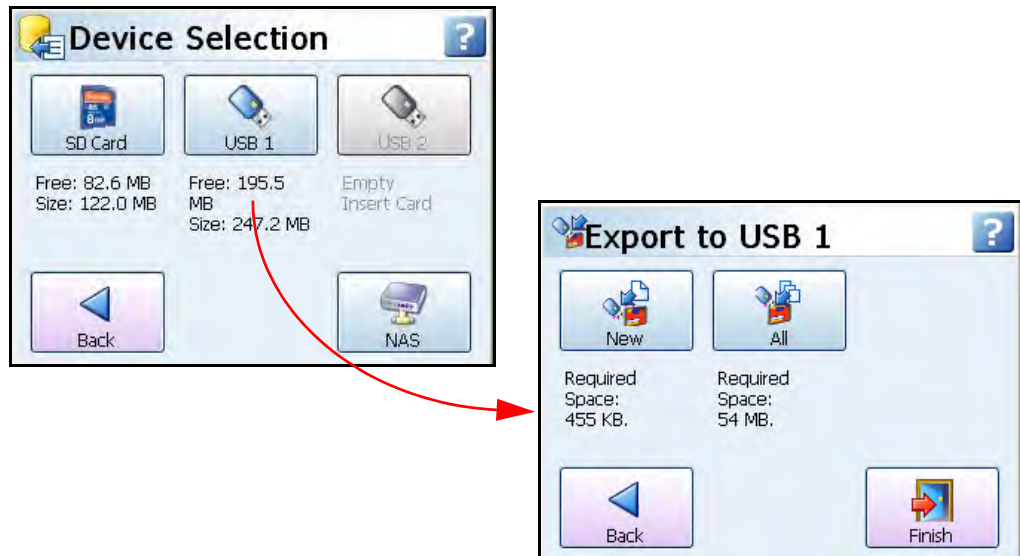 Device Selection
?
SD Card
USB 1
USB 2
Free: 82.6 MB
Size: 122.0 MB
Free: 195.5
MB
Size: 247.2 MB
Empty
Insert Card
Back
NAS
Export to USB 1
?
New
All
Required
Space:
455 KB.
Required
Space:
54 MB.
Back
Finish